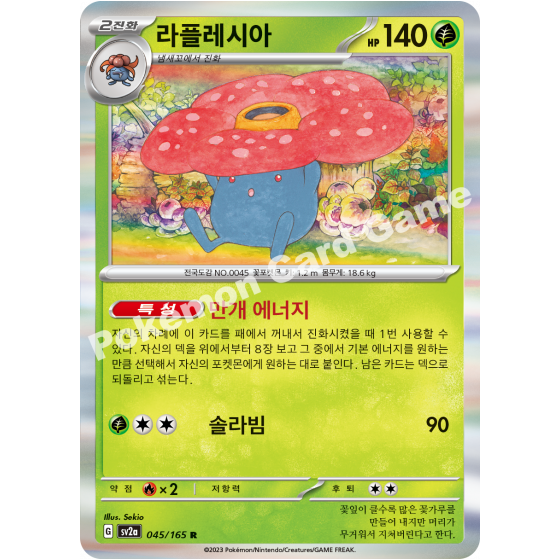 2진화
라플레시아
HP 140
냄새꼬에서 진화
전국도감 NO.0045 꽃포켓몬 키: 1.2 m 몸무게: 18.6 kg
특성 만개 에너지
자신의 차례에 이 카드를 패에서 꺼내서 진화시켰을 때 1번 사용할 수
있다. 자신의 덱을 위에서부터 8장 보고 그 중에서 기본 에너지를 원하는
만큼 선택해서 자신의 포켓몬에게 원하는 대로 붙인다. 남은 카드는 덱으로
되돌리고 섞는다.
솔라빔 90
약점 ×2 저항력 후퇴
Illus. Sekio
G sv2a 045/165 R
꽃잎이 클수록 많은 꽃가루를
만들어 내지만 머리가
무거워서 지쳐버린다고 한다.
©2023 Pokémon/Nintendo/Creatures/GAME FREAK.
Pokémon Card Game